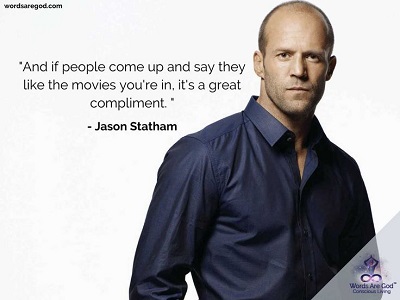 wordsaregod.com
"And if people come up and say they
like the movies you're in, it's a great
compliment. "
- Jason Statham
Words Are God™
Conscious Living